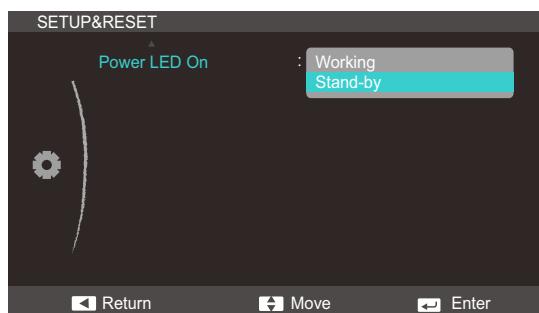 SETUP&RESET
Power LED On : Working
Stand-by
Return Move Enter